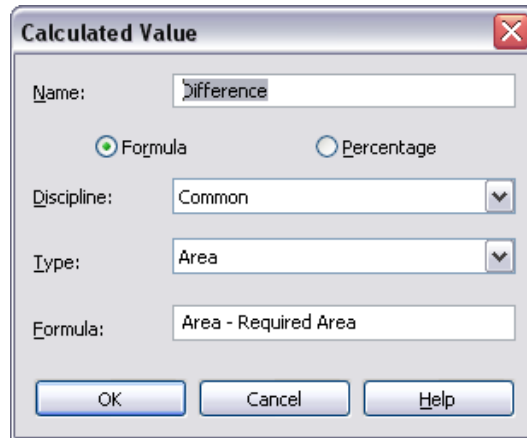 Calculated Value
Name: Difference
Formula Percentage
Discipline: Common
Type: Area
Formula: Area - Required Area
OK Cancel Help